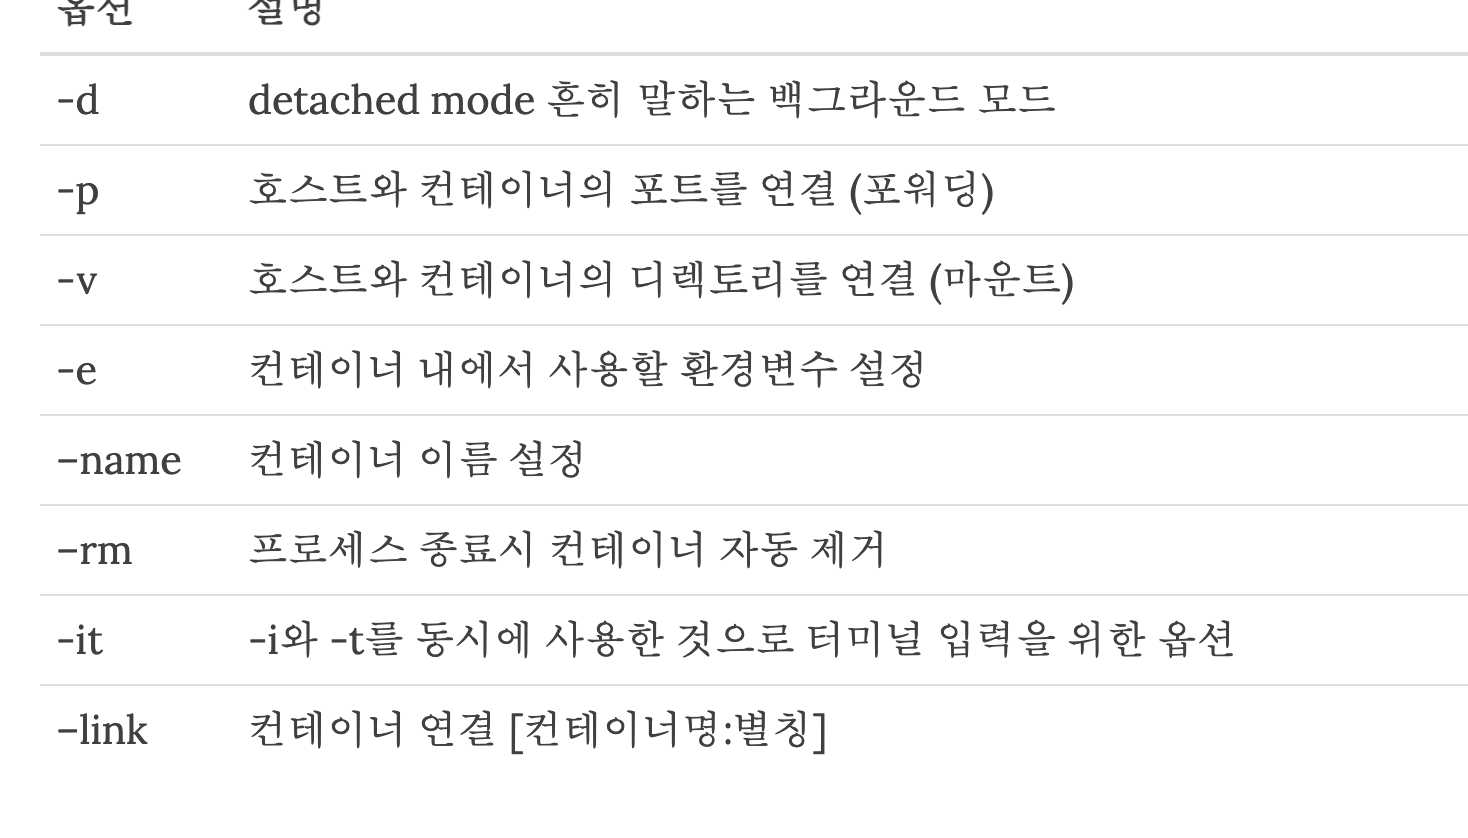 옵션 설명
-d detached mode 흔히 말하는 백그라운드 모드
-p 호스트와 컨테이너의 포트를 연결 (포워딩)
-v 호스트와 컨테이너의 디렉토리를 연결 (마운트)
-e 컨테이너 내에서 사용할 환경변수 설정
–name 컨테이너 이름 설정
–rm 프로세스 종료시 컨테이너 자동 제거
-it -i와 -t를 동시에 사용한 것으로 터미널 입력을 위한 옵션
–link 컨테이너 연결 [컨테이너명:별칭]